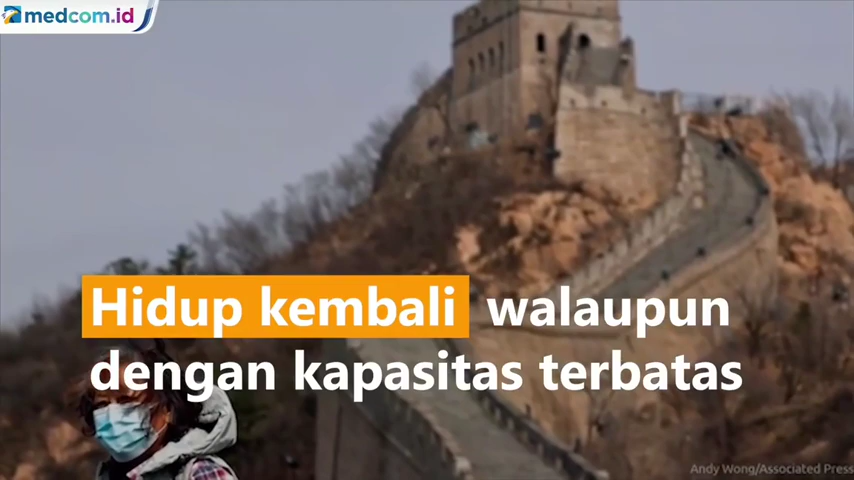 medcom.id
Hidup kembali walaupun
dengan kapasitas terbatas
Andy Wong/Associated Press